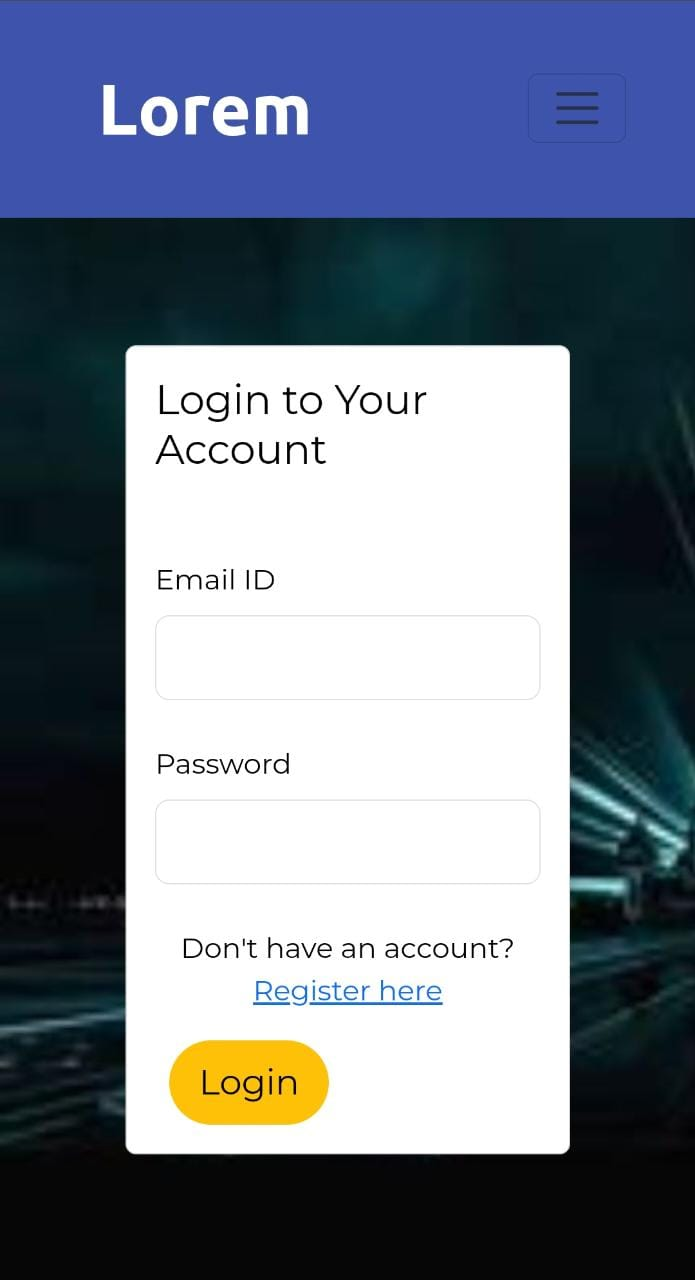 Lorem
Login to Your
Account
Email ID
Password
Don't have an account?
Register here
Login